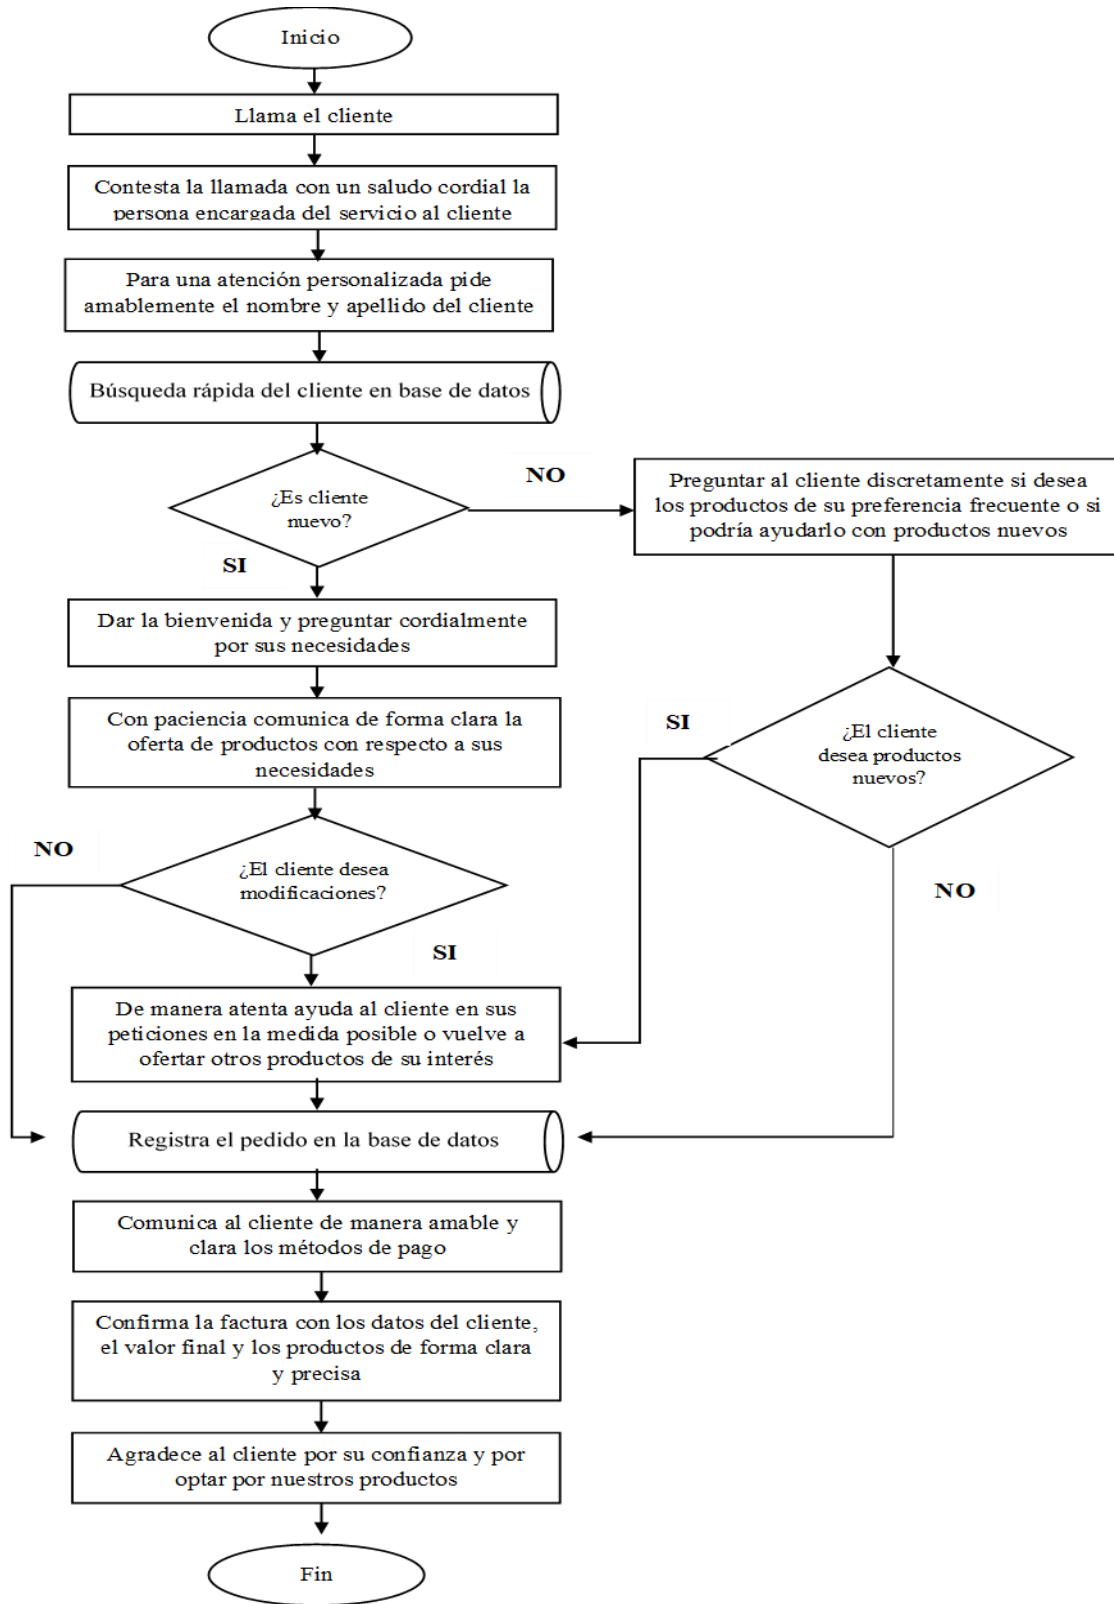 Inicio
Llama el cliente
Contesta la llamada con un saludo cordial la
persona encargada del servicio al cliente
Para una atención personalizada pide
amablemente el nombre y apellido del cliente
Búsqueda rápida del cliente en base de datos
¿Es cliente
nuevo?
NO
Preguntar al cliente discretamente si desea
los productos de su preferencia frecuente o si
podría ayudarlo con productos nuevos
SI
Dar la bienvenida y preguntar cordialmente
por sus necesidades
Con paciencia comunica de forma clara la
oferta de productos con respecto a sus
necesidades
SI
¿El cliente
desea productos
nuevos?
NO
NO
¿El cliente desea
modificaciones?
SI
De manera atenta ayuda al cliente en sus
peticiones en la medida posible o vuelve a
ofertar otros productos de su interés
Registra el pedido en la base de datos
Comunica al cliente de manera amable y
clara los métodos de pago
Confirma la factura con los datos del cliente,
el valor final y los productos de forma clara
y precisa
Agradece al cliente por su confianza y por
optar por nuestros productos
Fin